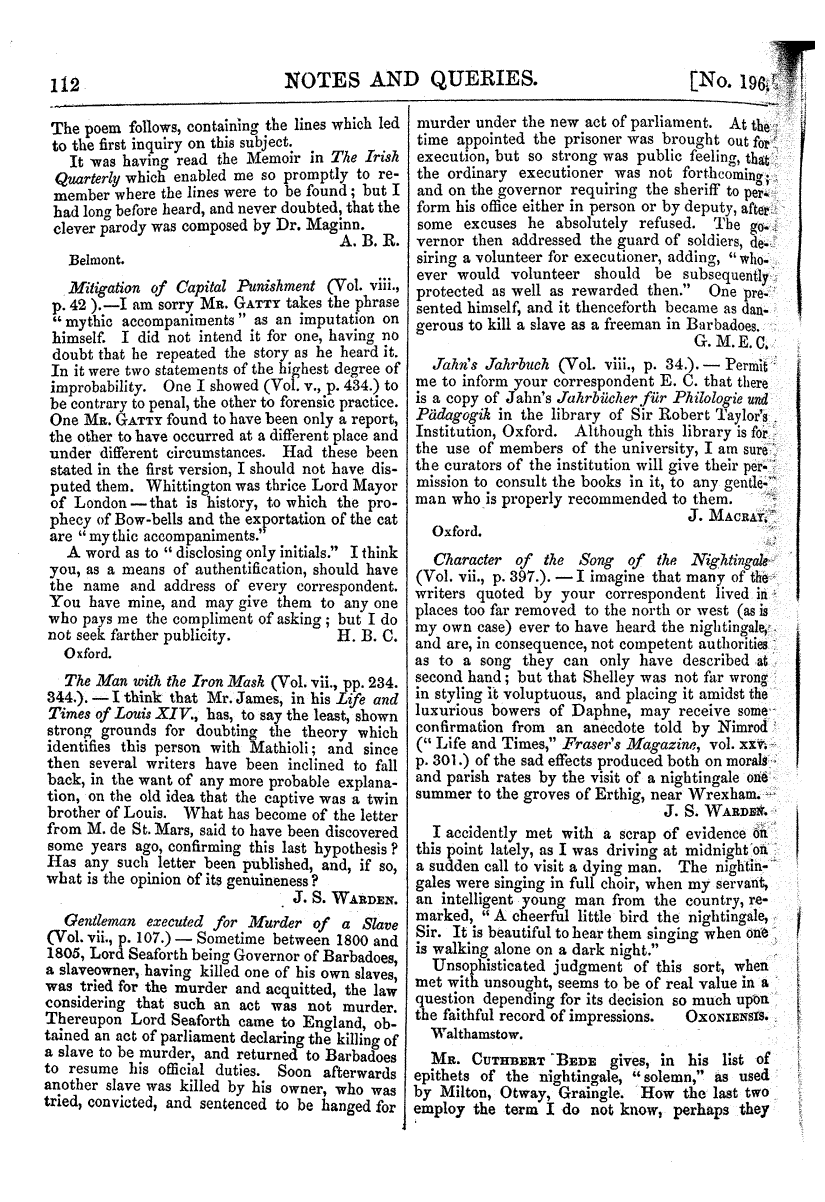 112 NOTES AND QUERIES. [No. 196.
The poem follows, containing the lines which led
to the first inquiry on this subject.
It was having read the Memoir in The Irish
Quarterly which enabled me so promptly to re-
member where the lines were to be found; but I
had long before heard, and never doubted, that the
clever parody was composed by Dr. Maginn.
A. B. R.
Belmont.
Mitigation of Capital Punishment (Vol. viii.,
p. 42 ).—I am sorry MR. GATTY takes the phrase
"mythic accompaniments" as an imputation on
himself. I did not intend it for one, having no
doubt that he repeated the story as he heard it.
In it were two statements of the highest degree of
improbability. One I showed (Vol. v., p. 434.) to
be contrary to penal, the other to forensic practice.
One MR. GATTY found to have been only a report,
the other to have occurred at a different place and
under different circumstances. Had these been
stated in the first version, I should not have dis-
puted them. Whittington was thrice Lord Mayor
of London—that is history, to which the pro-
phecy of Bow-bells and the exportation of the cat
are "mythic accompaniments."
A word as to "disclosing only initials." I think
you, as a means of authentification, should have
the name and address of every correspondent.
You have mine, and may give them to any one
who pays me the compliment of asking; but I do
not seek farther publicity. H. B. C.
Oxford.
The Man with the Iron Mask (Vol. vii., pp. 234.
344.).—I think that Mr. James, in his Life and
Times of Louis XIV., has, to say the least, shown
strong grounds for doubting the theory which
identifies this person with Mathioli; and since
then several writers have been inclined to fall
back, in the want of any more probable explana-
tion, on the old idea that the captive was a twin
brother of Louis. What has become of the letter
from M. de St. Mars, said to have been discovered
some years ago, confirming this last hypothesis?
Has any such letter been published, and, if so,
what is the opinion of its genuineness?
J. S. WARDEN.
Gentleman executed for Murder of a Slave
(Vol. vii., p. 107.)—Sometime between 1800 and
1805, Lord Seaforth being Governor of Barbadoes,
a slaveowner, having killed one of his own slaves,
was tried for the murder and acquitted, the law
considering that such an act was not murder.
Thereupon Lord Seaforth came to England, ob-
tained an act of parliament declaring the killing of
a slave to be murder, and returned to Barbadoes
to resume his official duties. Soon afterwards
another slave was killed by his owner, who was
tried, convicted, and sentenced to be hanged for
murder under the new act of parliament. At the
time appointed the prisoner was brought out for
execution, but so strong was public feeling, that
the ordinary executioner was not forthcoming;
and on the governor requiring the sheriff to per-
form his office either in person or by deputy, after
some excuses he absolutely refused. The go-
vernor then addressed the guard of soldiers, de-
siring a volunteer for executioner, adding, "who-
ever would volunteer should be subsequently
protected as well as rewarded then." One pre-
sented himself, and it thenceforth became as dan-
gerous to kill a slave as a freeman in Barbadoes.
G. M. E. C.
Jahn's Jahrbuch (Vol. viii., p. 34.).—Permit
me to inform your correspondent E. C. that there
is a copy of Jahn's Jahrbücher für Philologie und
Pädagogik in the library of Sir Robert Taylor's
Institution, Oxford. Although this library is for
the use of members of the university, I am sure
the curators of the institution will give their per-
mission to consult the books in it, to any gentle-
man who is properly recommended to them.
J. MACRAY.
Oxford.
Character of the Song of the Nightingale
(Vol. vii., p. 397.).—I imagine that many of the
writers quoted by your correspondent lived in
places too far removed to the north or west (as is
my own case) ever to have heard the nightingale,
and are, in consequence, not competent authorities
as to a song they can only have described at
second hand; but that Shelley was not far wrong
in styling it voluptuous, and placing it amidst the
luxurious bowers of Daphne, may receive some
confirmation from an anecdote told by Nimrod
("Life and Times," Fraser's Magazine, vol. xxv.
p. 301.) of the sad effects produced both on morals
and parish rates by the visit of a nightingale one
summer to the groves of Erthig, near Wrexham.
J. S. WARDEN.
I accidently met with a scrap of evidence on
this point lately, as I was driving at midnight on
a sudden call to visit a dying man. The nightin-
gales were singing in full choir, when my servant,
an intelligent young man from the country, re-
marked, "A cheerful little bird the nightingale,
Sir. It is beautiful to hear them singing when one
is walking alone on a dark night."
Unsophisticated judgment of this sort, when
met with unsought, seems to be of real value in a
question depending for its decision so much upon
the faithful record of impressions. OXONIENSIS.
Walthamstow.
MR. CUTHBERT BEDE gives, in his list of
epithets of the nightingale, "solemn," as used
by Milton, Otway, Graingle. How the last two
employ the term I do not know, perhaps they